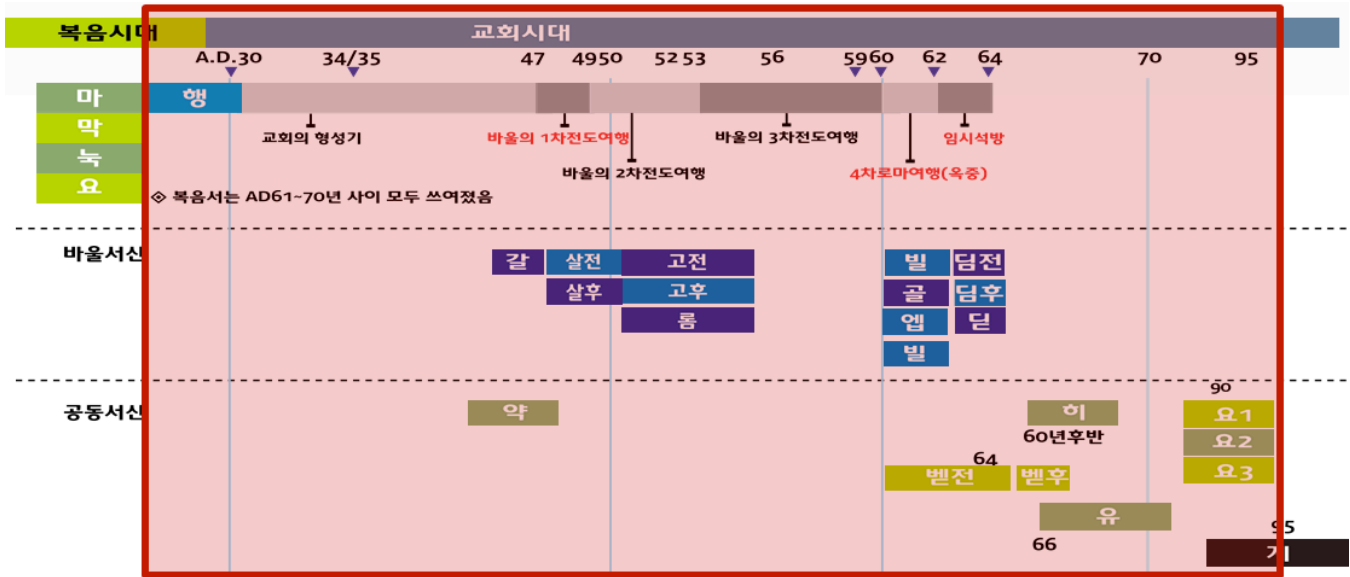 복음시대 교회시대
A.D.30 34/35 47 49 50 52 53 56 59 60 62 64 70 95
마 행
막
눅
요
교회의 형성기 바울의 1차전도여행 바울의 3차전도여행 임시석방
바울의 2차전도여행 4차로마여행(옥중)
◈ 복음서는 AD61~70년 사이 모두 쓰여졌음
바울서신
갈 살전 고전 빌 딤전
살후 고후 골 딤후
롬 엡 딛
빌
공동서신
90
약 히 요1
60년후반 요2
64
벧전 벧후 요3
유
66
95
계